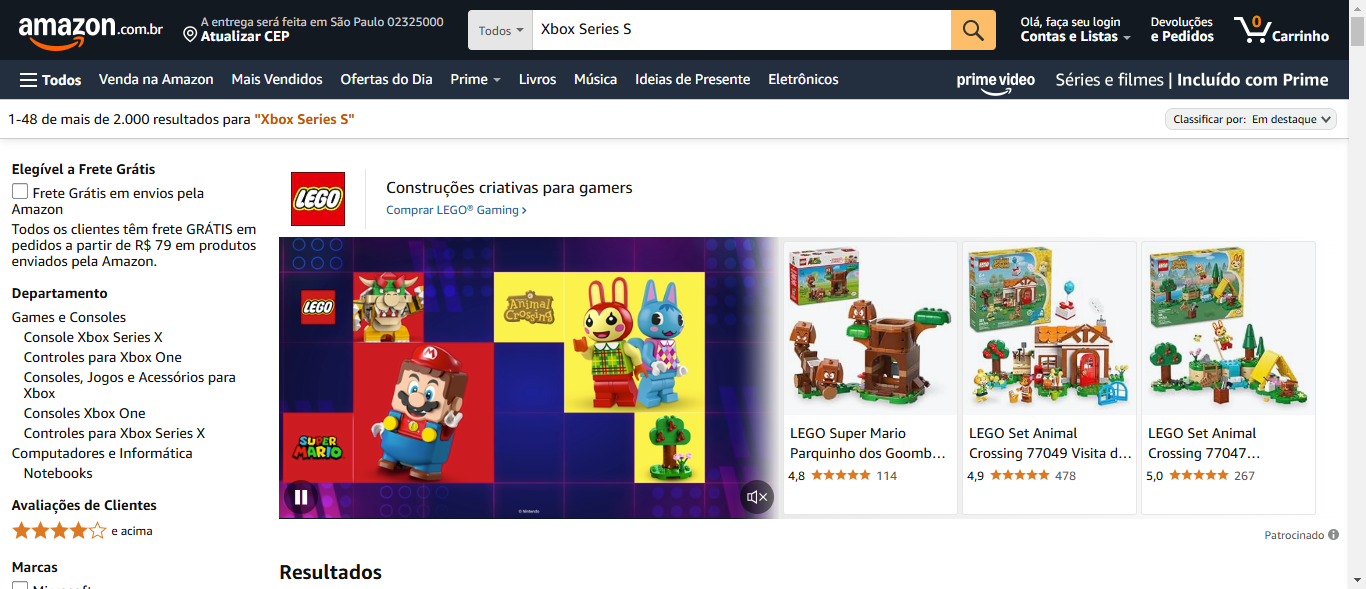 amazon.com.br
A entrega será feita em São Paulo 02325000
Atualizar CEP
Todos
Xbox Series S
Olá, faça seu login
Contas e Listas
Devoluções
e Pedidos
0
Carrinho
Todos
Venda na Amazon
Mais Vendidos
Ofertas do Dia
Prime
Livros
Música
Ideias de Presente
Eletrônicos
prime video
Séries e filmes | Incluído com Prime
1-48 de mais de 2.000 resultados para "Xbox Series S"
Classificar por: Em destaque
Elegível a Frete Grátis
Frete Grátis em envios pela
Amazon
Todos os clientes têm frete GRÁTIS em
pedidos a partir de R$ 79 em produtos
enviados pela Amazon.
Departamento
Games e Consoles
Console Xbox Series X
Controles para Xbox One
Consoles, Jogos e Acessórios para
Xbox
Consoles Xbox One
Controles para Xbox Series X
Computadores e Informática
Notebooks
Avaliações de Clientes
e acima
Marcas
Microsoft
LEGO
Construções criativas para gamers
Comprar LEGO® Gaming ›
LEGO
Animal
Crossing
SUPER
MARIO
© Nintendo
LEGO Super Mario
Parquinho dos Goomb...
4,8
114
LEGO Set Animal
Crossing 77049 Visita d...
4,9
478
LEGO Set Animal
Crossing 77047...
5,0
267
Patrocinado
Resultados